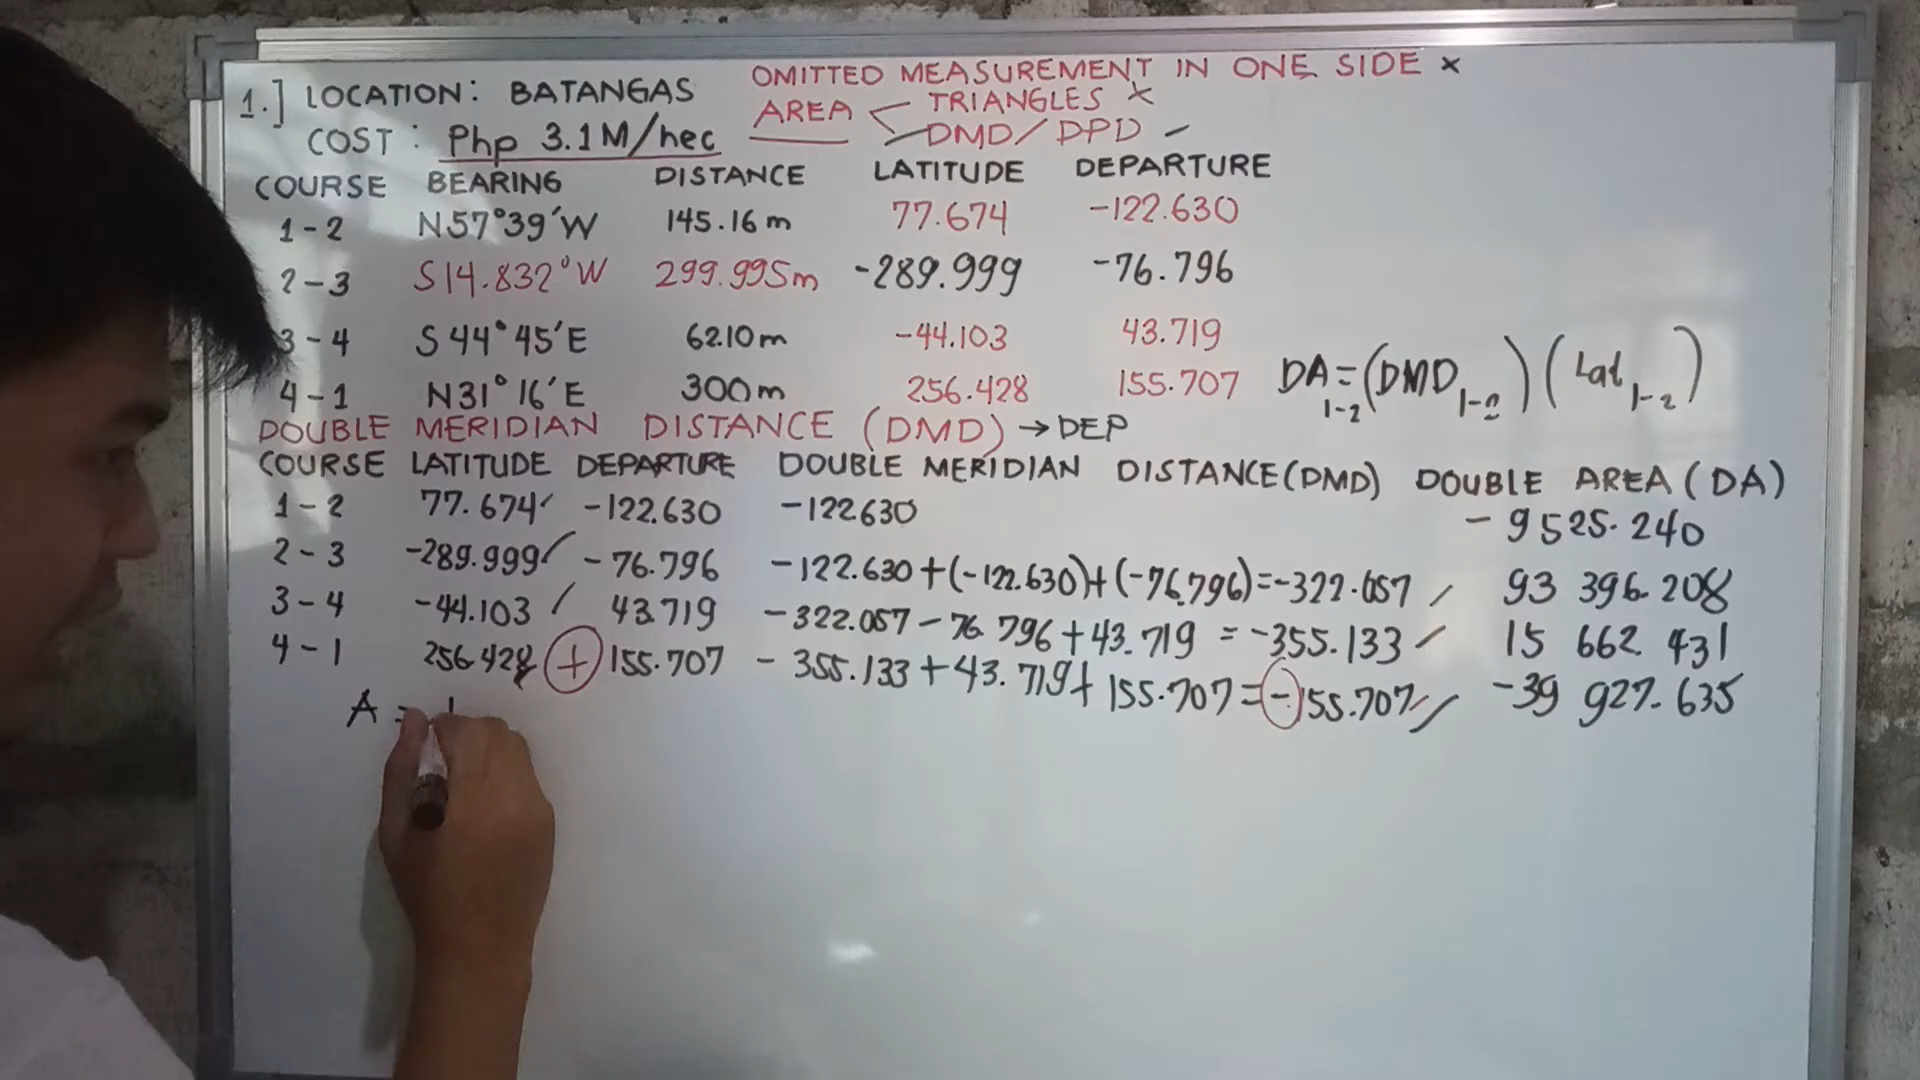 1.] LOCATION: BATANGAS OMITTED MEASUREMENT IN ONE SIDE x
COST : Php 3.1M/hec AREA TRIANGLES x
DMD/DPD
COURSE BEARING DISTANCE LATITUDE DEPARTURE
1-2 N57°39'W 145.16m 77.674 -122.630
2-3 S14.832°W 299.995m -289.999 -76.796
3-4 S44°45'E 62.10m -44.103 43.719
4-1 N31°16'E 300m 256.428 155.707
DA1-2=(DMD1-2)(Lat1-2)
DOUBLE MERIDIAN DISTANCE (DMD) → DEP
COURSE LATITUDE DEPARTURE DOUBLE MERIDIAN DISTANCE(DMD) DOUBLE AREA (DA)
1-2 77.674 -122.630 -122.630 -9525.240
2-3 -289.999 -76.796 -122.630+(-122.630)+(-76.796)=-322.057 93 396.208
3-4 -44.103 43.719 -322.057-76.796+43.719=-355.133 15 662.431
4-1 256.428 + 155.707 -355.133+43.719+155.707=-155.707 -39 927.635
A = 1